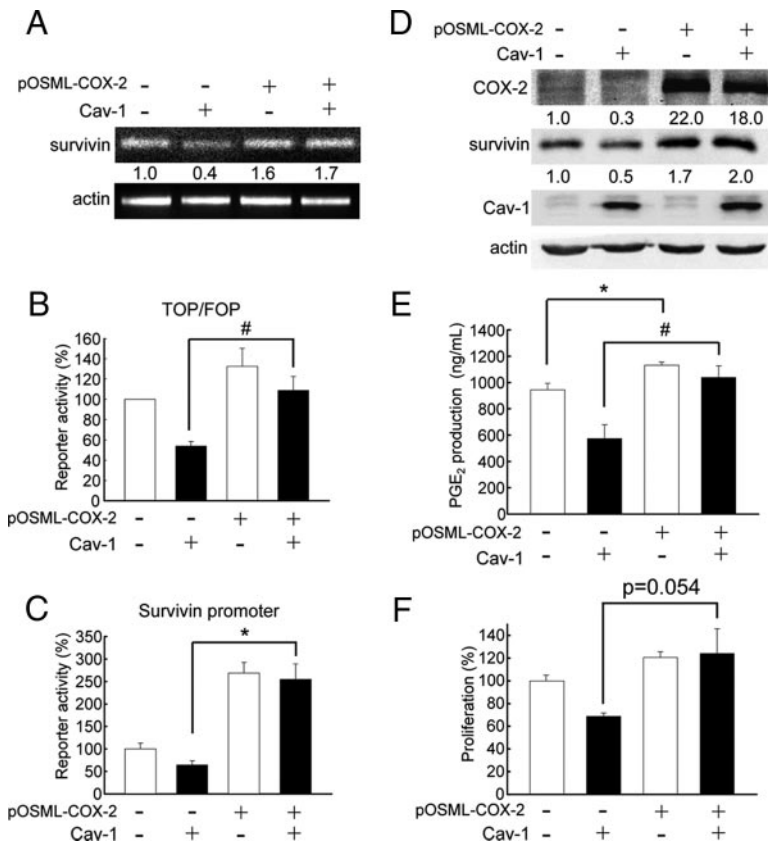 A
pOSML-COX-2 - - + +
Cav-1 - + - +
survivin
1.0 0.4 1.6 1.7
actin
B
TOP/FOP
#
Reporter activity (%)
160
140
120
100
80
60
40
20
0
pOSML-COX-2 - - + +
Cav-1 - + - +
C
Survivin promoter
*
Reporter activity (%)
350
300
250
200
150
100
50
0
pOSML-COX-2 - - + +
Cav-1 - + - +
D
pOSML-COX-2 - - + +
Cav-1 - + - +
COX-2
1.0 0.3 22.0 18.0
survivin
1.0 0.5 1.7 2.0
Cav-1
actin
E
*
#
PGE2 production (ng/mL)
1400
1200
1000
800
600
400
200
0
pOSML-COX-2 - - + +
Cav-1 - + - +
F
p=0.054
Proliferation (%)
140
120
100
80
60
40
20
0
pOSML-COX-2 - - + +
Cav-1 - + - +